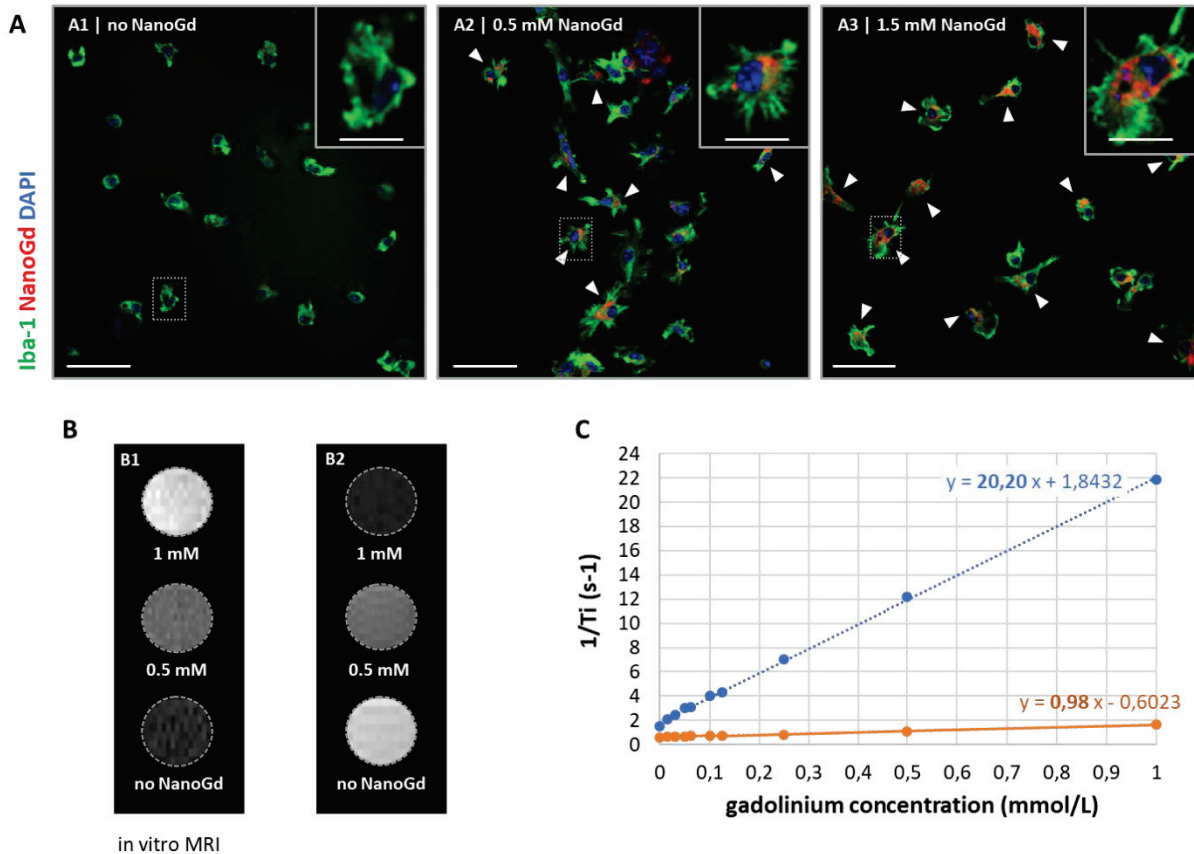 A
A1 | no NanoGd
A2 | 0.5 mM NanoGd
A3 | 1.5 mM NanoGd
Iba-1 NanoGd DAPI
B
B1
1 mM
0.5 mM
no NanoGd
B2
1 mM
0.5 mM
no NanoGd
in vitro MRI
C
1/Ti (s-1)
24
22
20
18
16
14
12
10
8
6
4
2
0
y = 20,20 x + 1,8432
y = 0,98 x - 0,6023
0 0,1 0,2 0,3 0,4 0,5 0,6 0,7 0,8 0,9 1
gadolinium concentration (mmol/L)